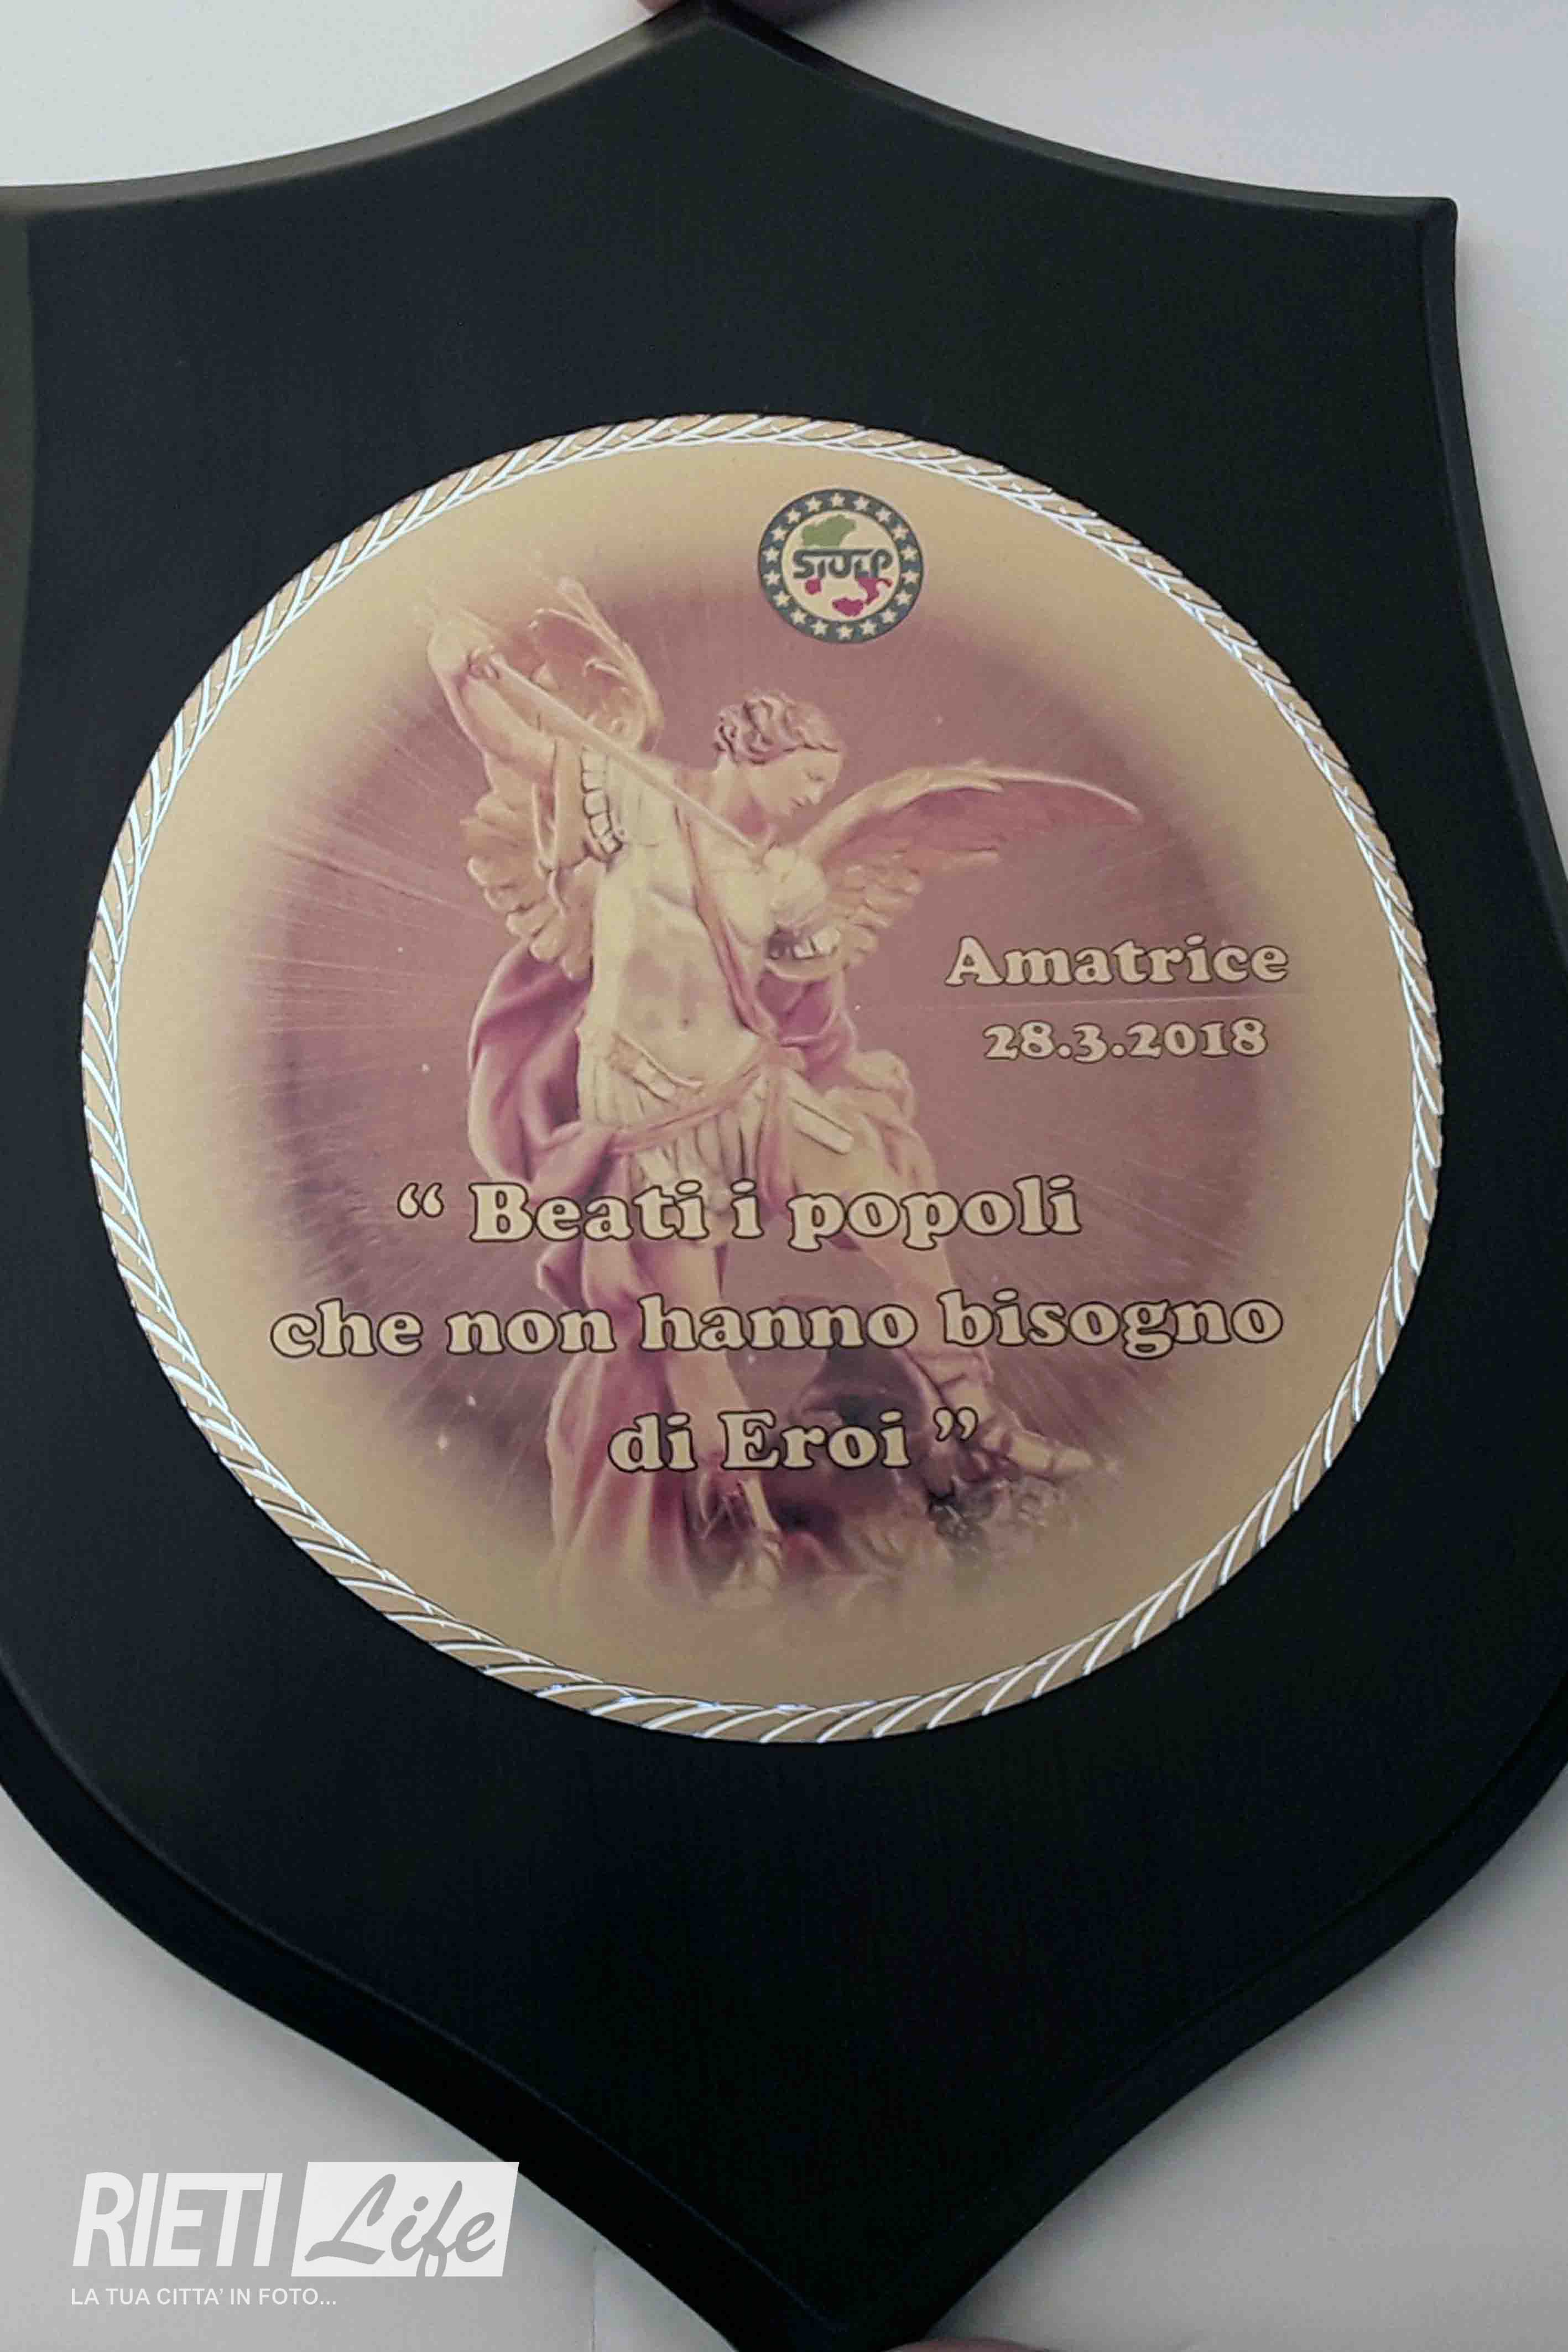 SIULP
Amatrice
28.3.2018
“ Beati i popoli
che non hanno bisogno
di Eroi ”
RIETI Life
LA TUA CITTA’ IN FOTO...